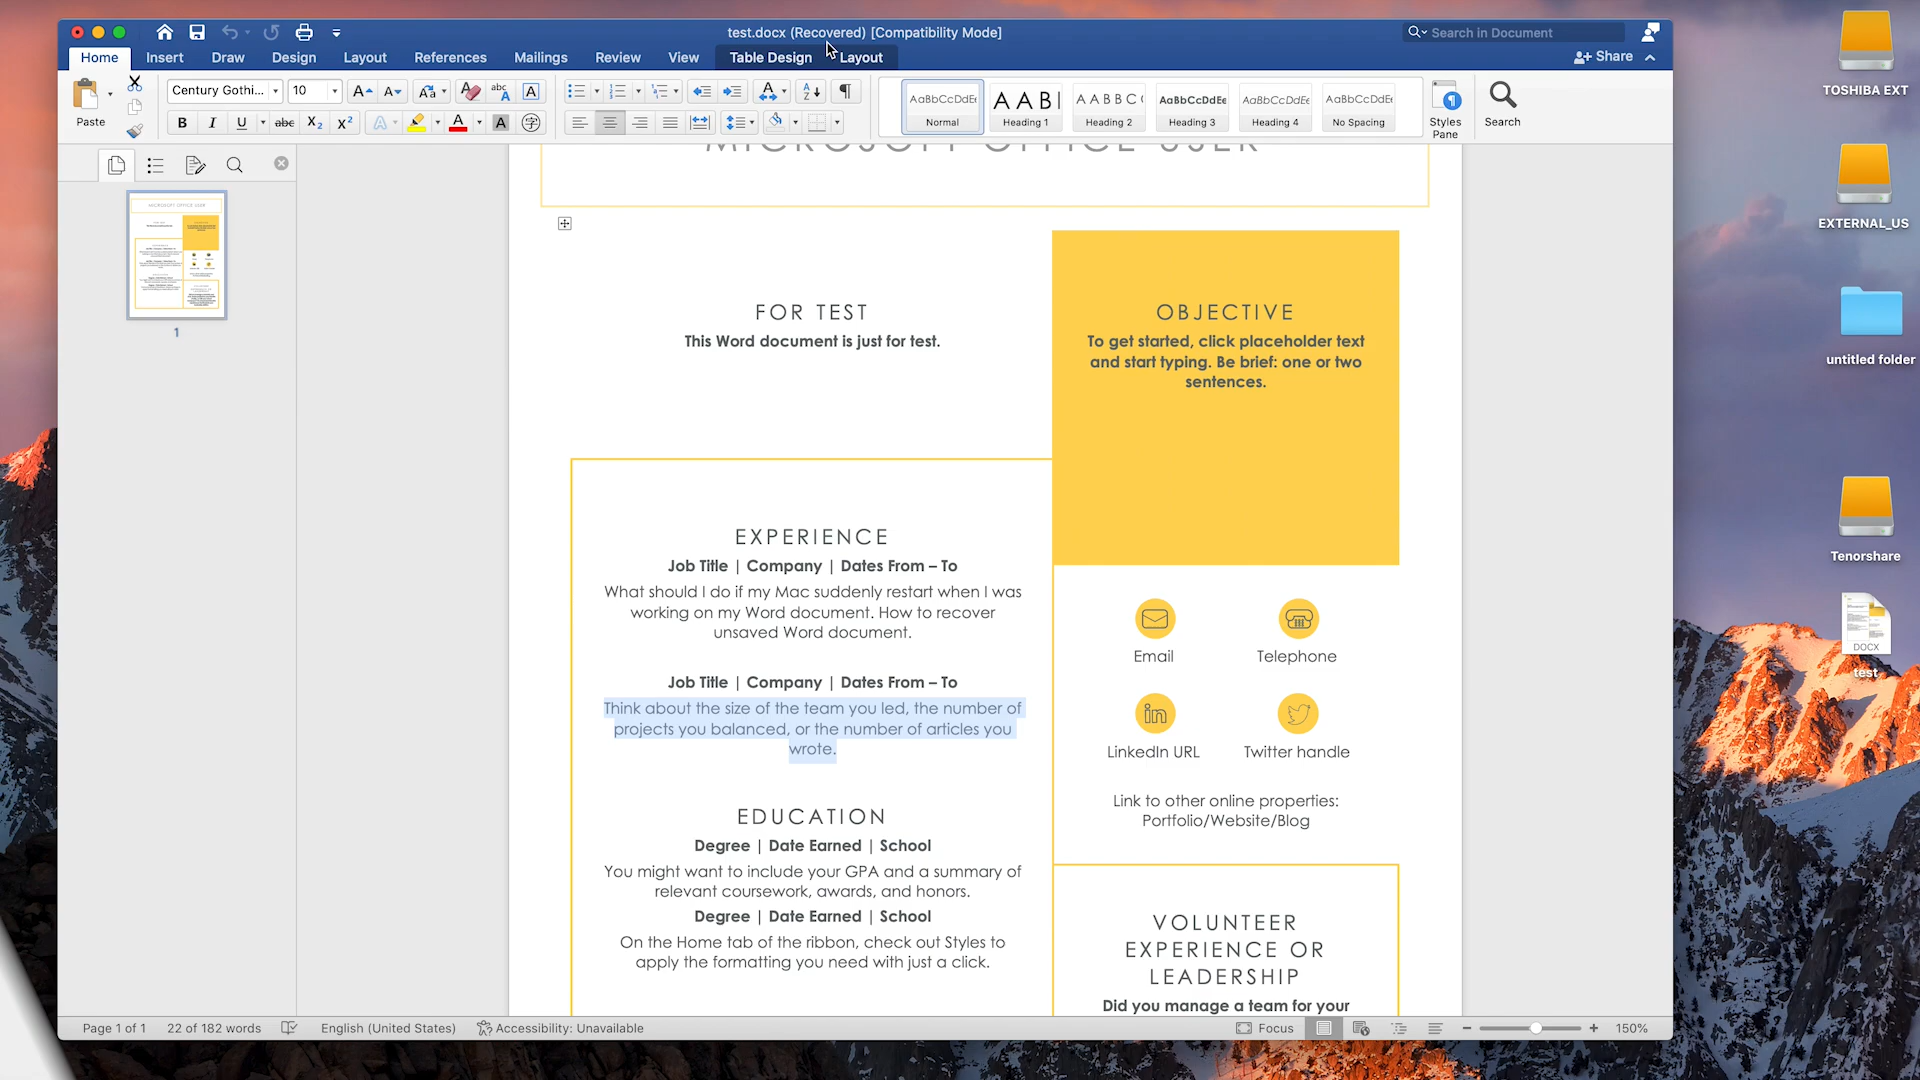 test.docx (Recovered) [Compatibility Mode]
Search in Document
Home Insert Draw Design Layout References Mailings Review View Table Design Layout
Share
Paste
Century Gothi...
10
AaBbCcDdEe
Normal
AABI
Heading 1
AABBC
Heading 2
AaBbCcDdEe
Heading 3
AaBbCcDdEe
Heading 4
AaBbCcDdEe
No Spacing
Styles
Pane
Search
1
MICROSOFT OFFICE USER
FOR TEST
This Word document is just for test.
OBJECTIVE
To get started, click placeholder text
and start typing. Be brief: one or two
sentences.
EXPERIENCE
Job Title | Company | Dates From – To
What should I do if my Mac suddenly restart when I was
working on my Word document. How to recover
unsaved Word document.
Job Title | Company | Dates From – To
Think about the size of the team you led, the number of
projects you balanced, or the number of articles you
wrote.
EDUCATION
Degree | Date Earned | School
You might want to include your GPA and a summary of
relevant coursework, awards, and honors.
Degree | Date Earned | School
On the Home tab of the ribbon, check out Styles to
apply the formatting you need with just a click.
Email
Telephone
LinkedIn URL
Twitter handle
Link to other online properties:
Portfolio/Website/Blog
VOLUNTEER
EXPERIENCE OR
LEADERSHIP
Did you manage a team for your
Page 1 of 1
22 of 182 words
English (United States)
Accessibility: Unavailable
Focus
150%
TOSHIBA EXT
EXTERNAL_US
untitled folder
Tenorshare
DOCX
test